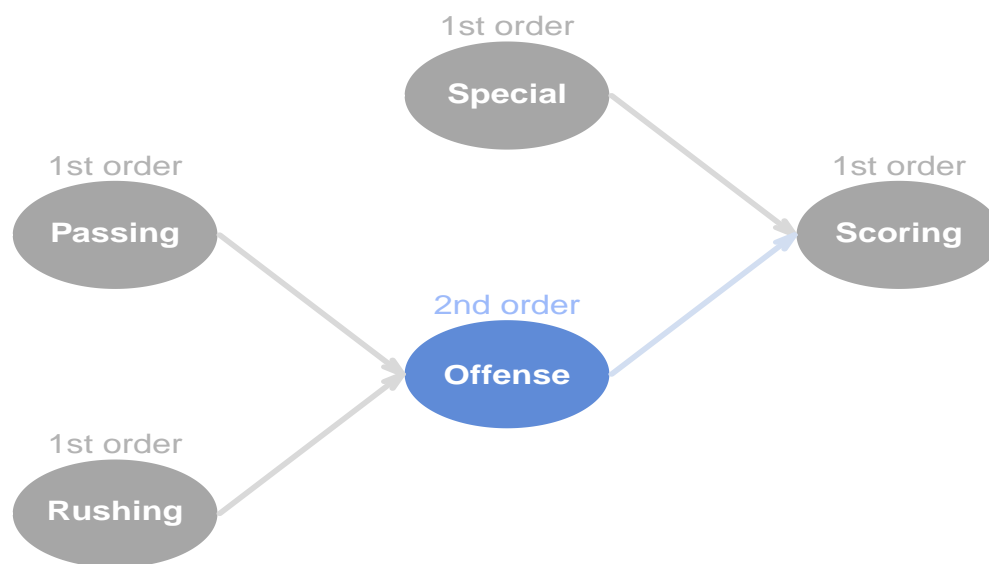 1st order
Special
1st order
Passing
1st order
Scoring
2nd order
Offense
1st order
Rushing